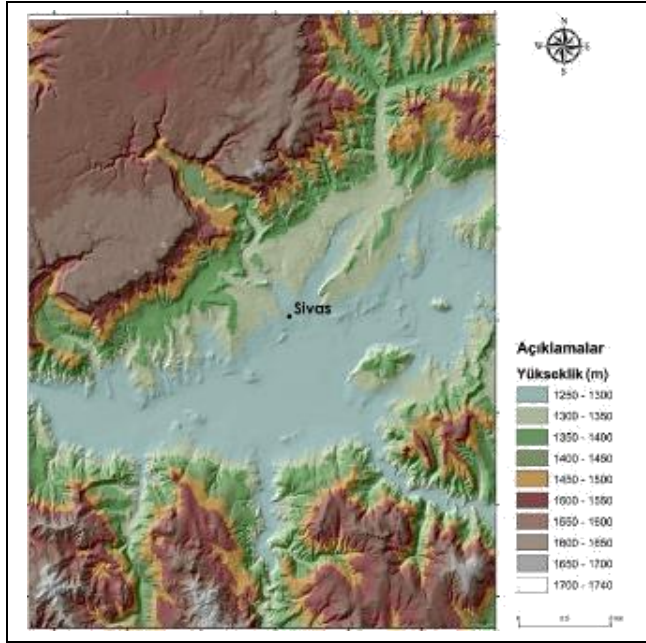 N
W E
S
Sivas
Açıklamalar
Yükseklik (m)
1250 - 1300
1300 - 1350
1350 - 1400
1400 - 1450
1450 - 1500
1500 - 1550
1550 - 1600
1600 - 1650
1650 - 1700
1700 - 1740